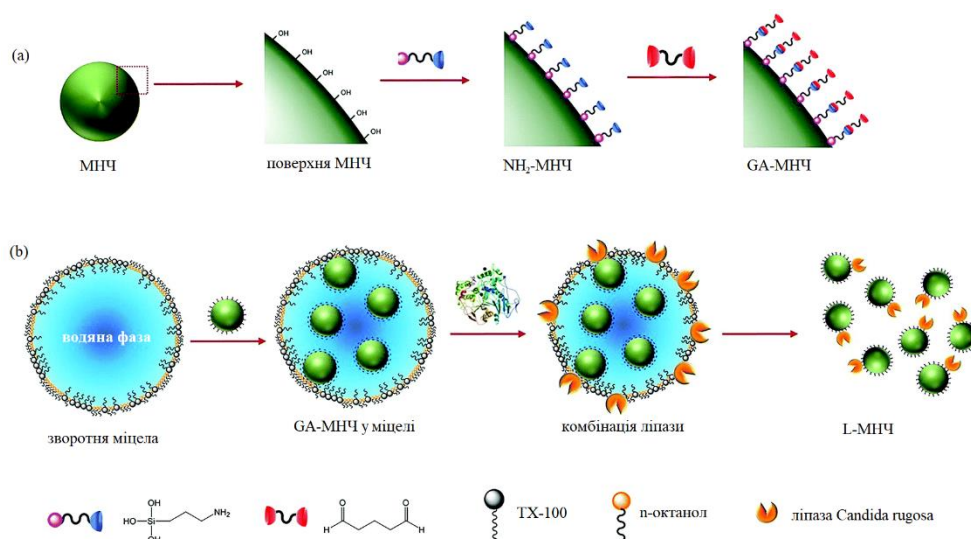 (a)
OH
OH
OH
OH
OH
OH
МНЧ
поверхня МНЧ
NH₂-МНЧ
GA-МНЧ
(b)
водяна фаза
зворотня міцела
GA-МНЧ у міцелі
комбінація ліпази
L-МНЧ
OH
HO
Si
NH₂
OH
O
O
H
H
TX-100
n-октанол
ліпаза Candida rugosa